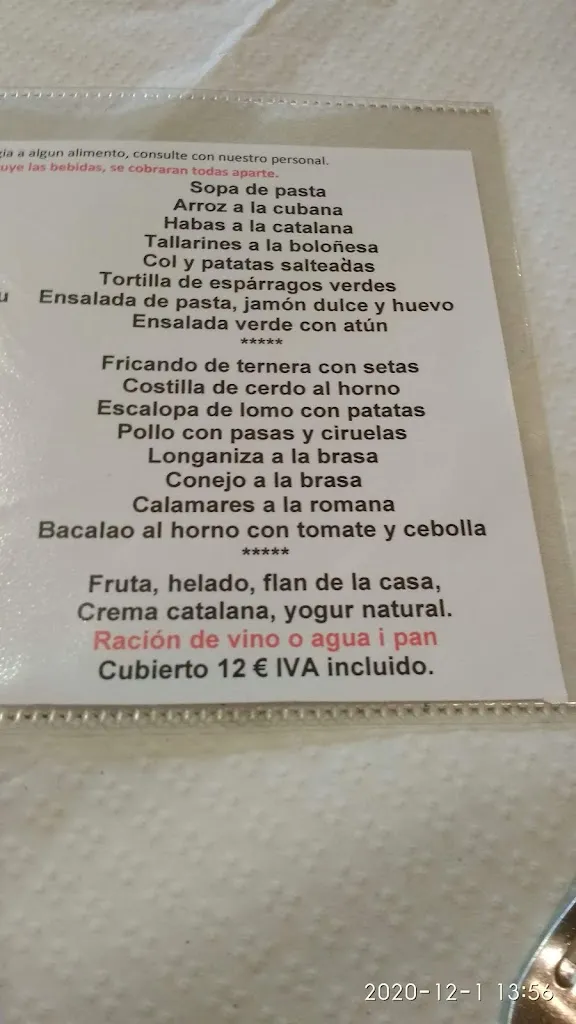 a algun alimento, consulte con nuestro personal.
las bebidas, se cobraran todas aparte.
Sopa de pasta
Arroz a la cubana
Habas a la catalana
Tallarines a la boloñesa
Col y patatas salteadas
Tortilla de espárragos verdes
u Ensalada de pasta, jamón dulce y huevo
Ensalada verde con atún
*****
Fricando de ternera con setas
Costilla de cerdo al horno
Escalopa de lomo con patatas
Pollo con pasas y ciruelas
Longaniza a la brasa
Conejo a la brasa
Calamares a la romana
Bacalao al horno con tomate y cebolla
*****
Fruta, helado, flan de la casa,
Crema catalana, yogur natural.
Ración de vino o agua i pan
Cubierto 12 € IVA incluido.
2020-12-1 13:56